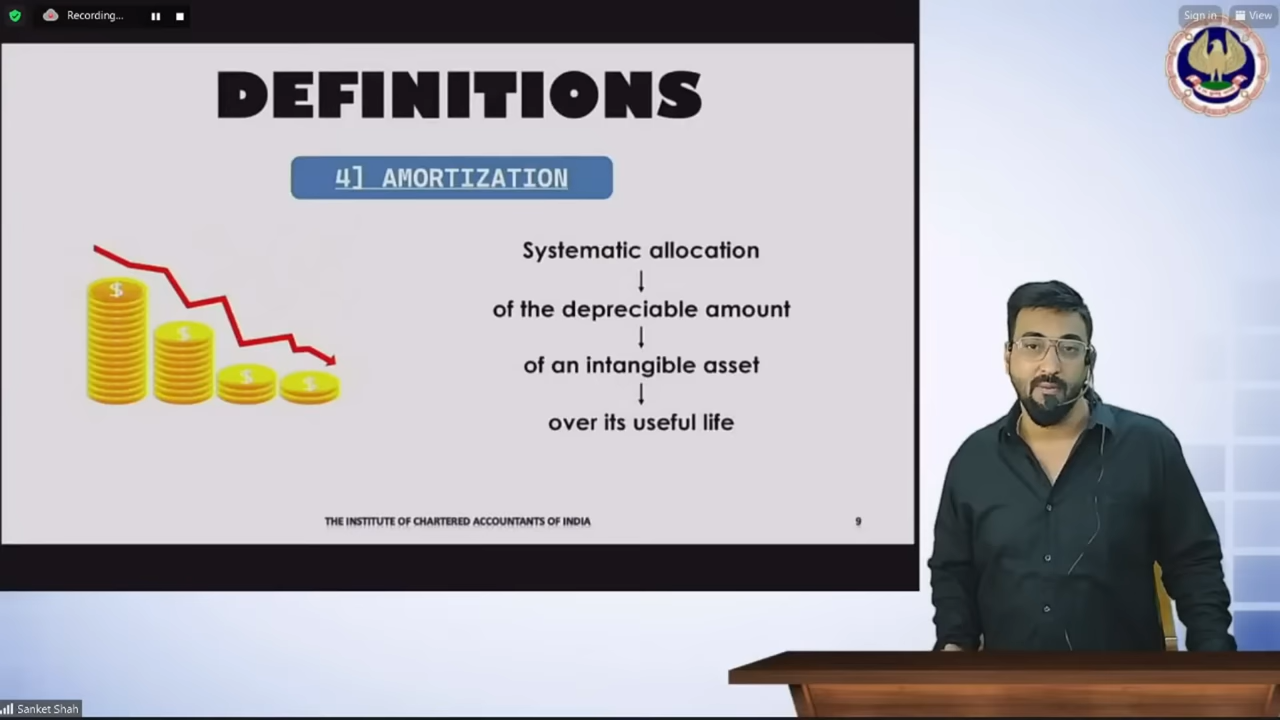 Recording...
Sign in
View
DEFINITIONS
4] AMORTIZATION
Systematic allocation
of the depreciable amount
of an intangible asset
over its useful life
$
$
$
$
THE INSTITUTE OF CHARTERED ACCOUNTANTS OF INDIA
9
Sanket Shah